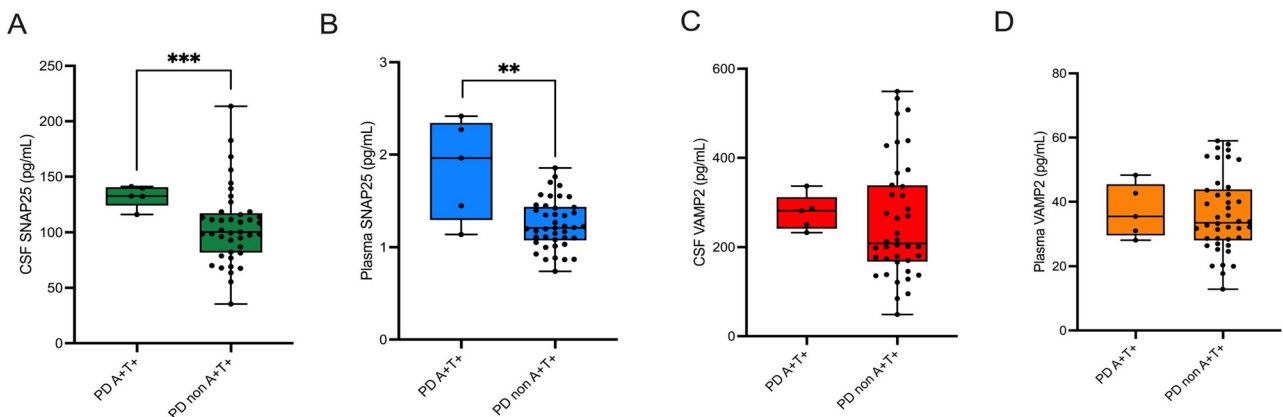 A
CSF SNAP25 (pg/mL)
250
200
150
100
50
0
***
PD A+T+
PD non A+T+
B
Plasma SNAP25 (pg/mL)
3
2
1
0
**
PD A+T+
PD non A+T+
C
CSF VAMP2 (pg/mL)
600
400
200
0
PD A+T+
PD non A+T+
D
Plasma VAMP2 (pg/mL)
80
60
40
20
0
PD A+T+
PD non A+T+